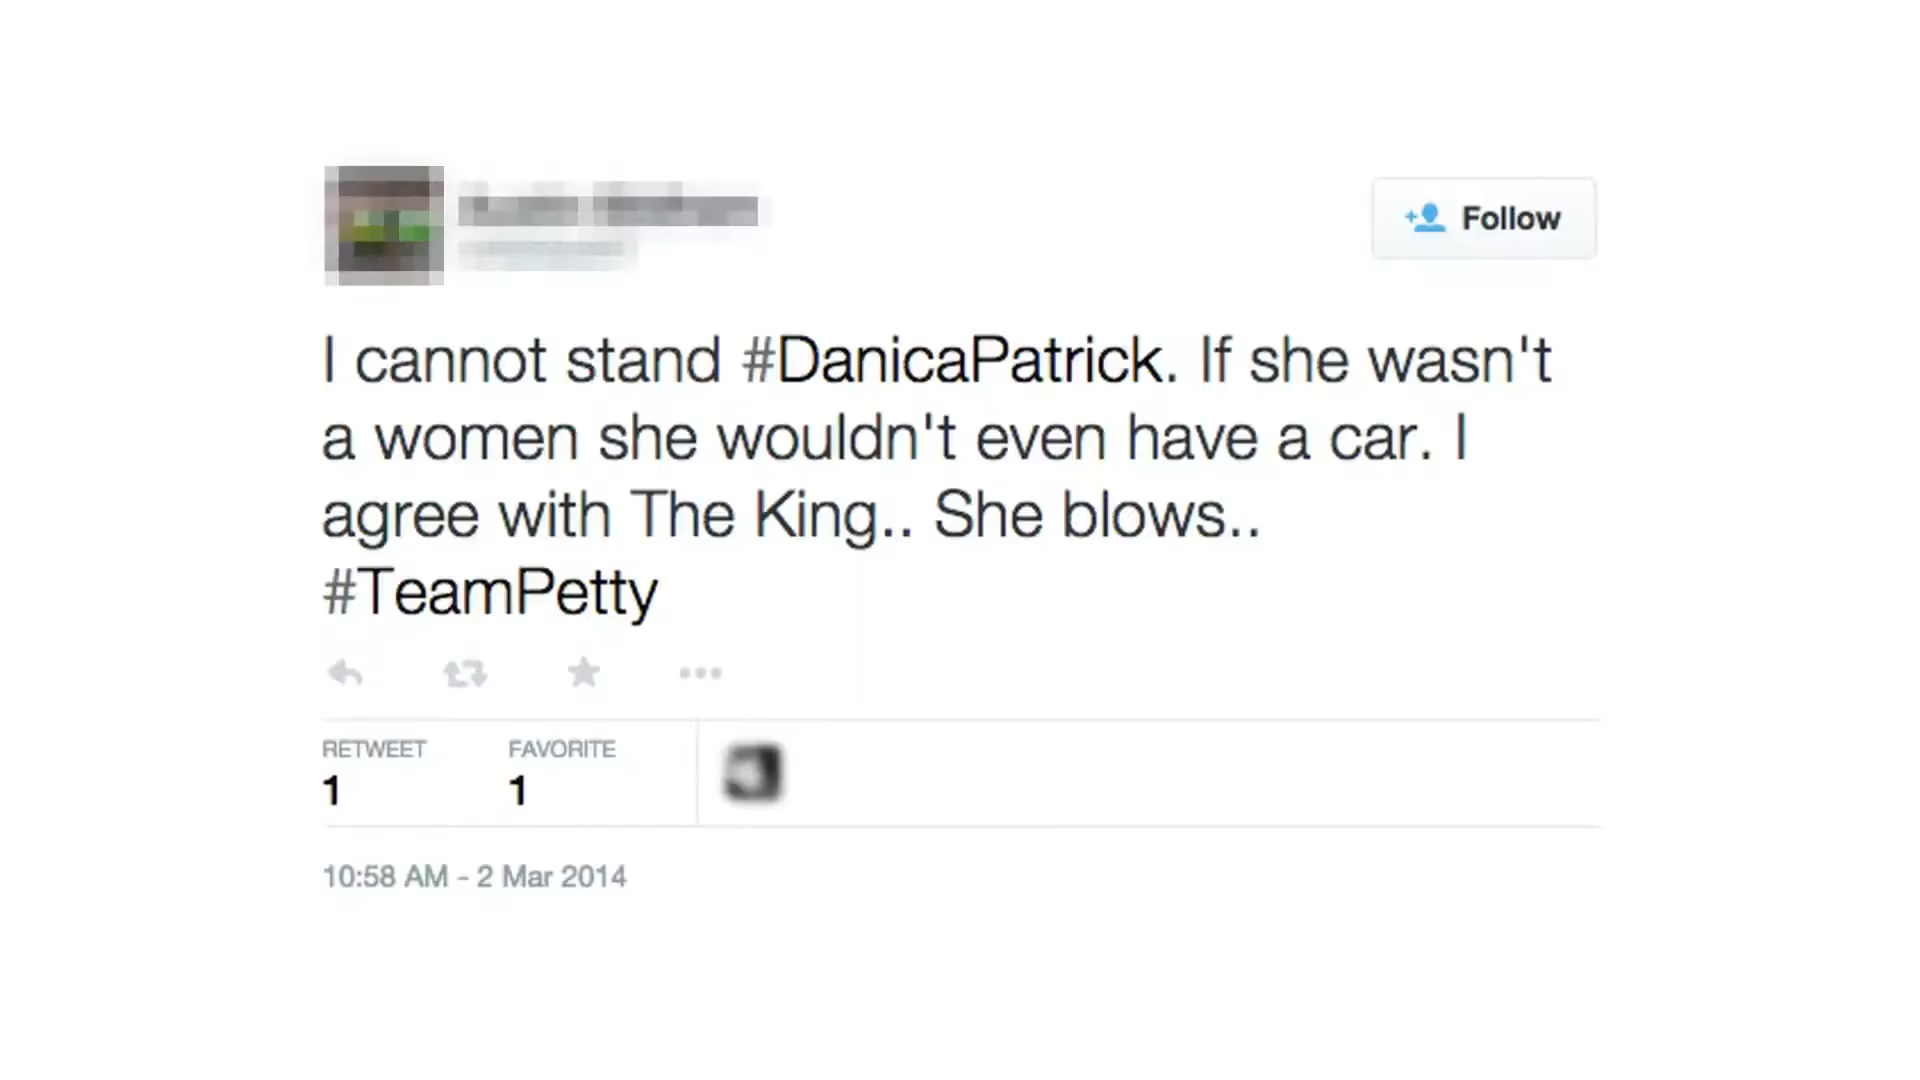 Follow
I cannot stand #DanicaPatrick. If she wasn't
a women she wouldn't even have a car. I
agree with The King.. She blows..
#TeamPetty
RETWEET FAVORITE
1 1
10:58 AM - 2 Mar 2014